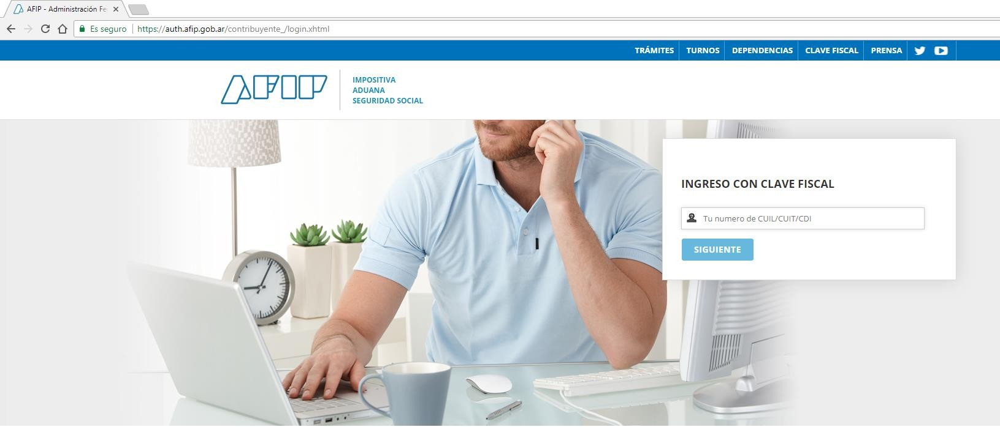 AFIP - Administración Fe
Es seguro
https://auth.afip.gob.ar/contribuyente_/login.xhtml
TRÁMITES
TURNOS
DEPENDENCIAS
CLAVE FISCAL
PRENSA
AFIP
IMPOSITIVA
ADUANA
SEGURIDAD SOCIAL
INGRESO CON CLAVE FISCAL
Tu numero de CUIL/CUIT/CDI
SIGUIENTE